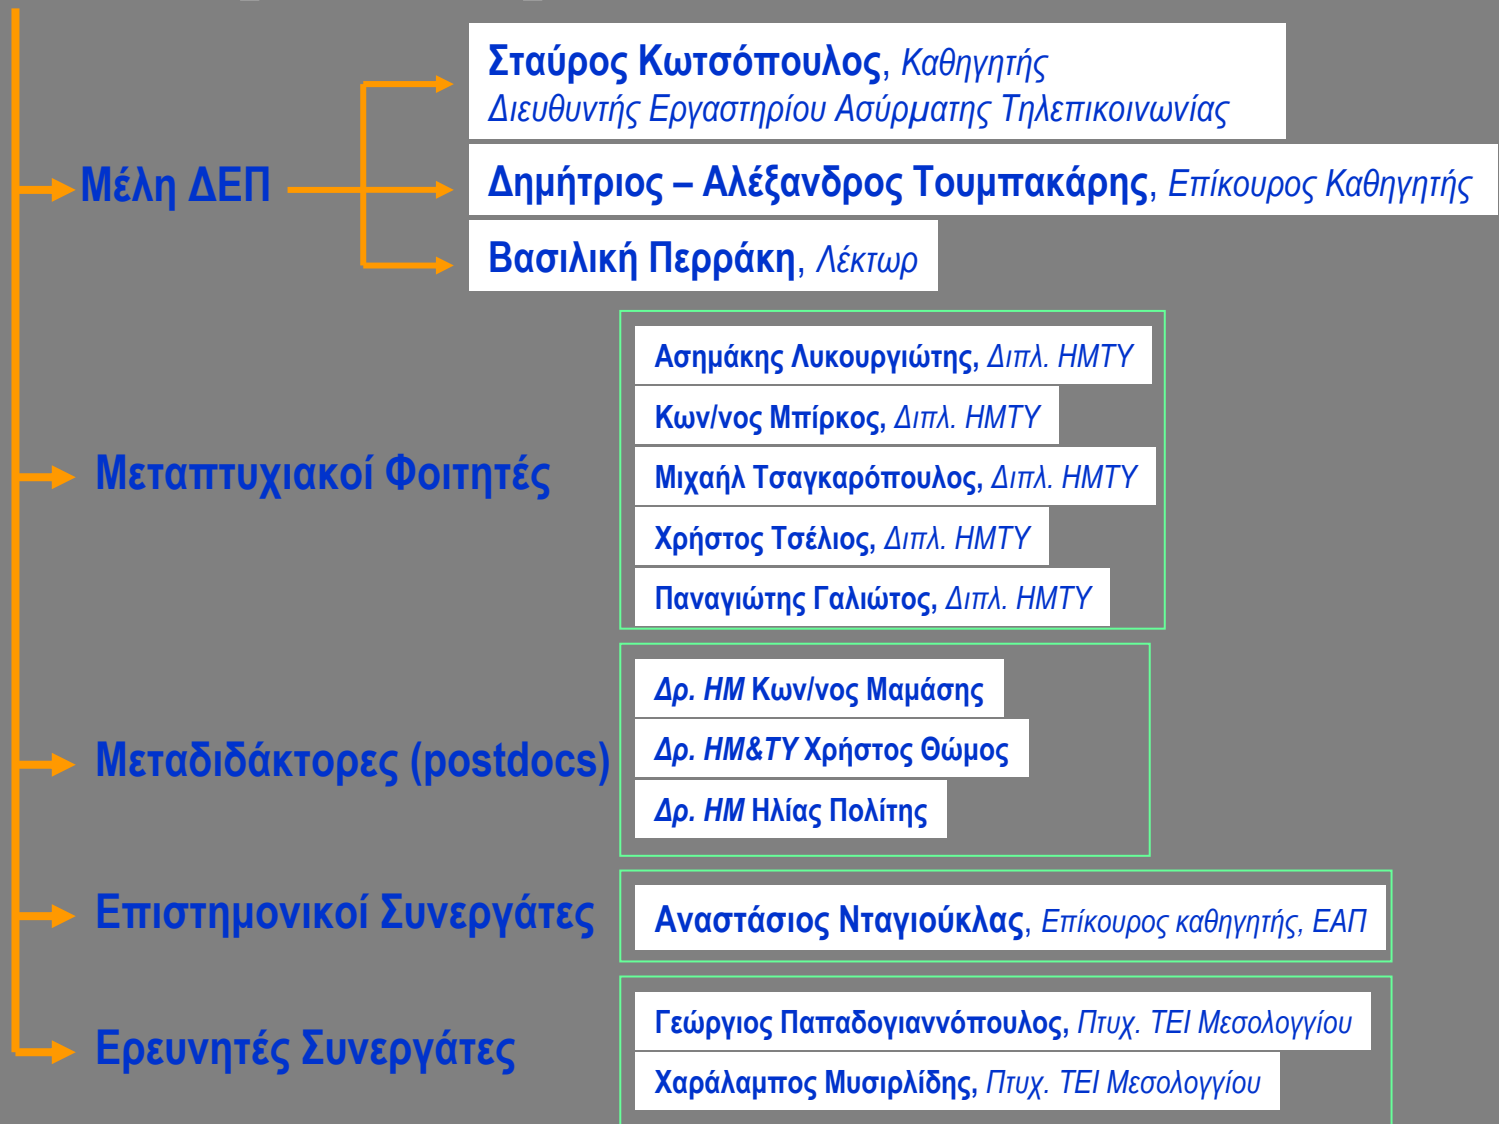 Σταύρος Κωτσόπουλος, Καθηγητής
Διευθυντής Εργαστηρίου Ασύρματης Τηλεπικοινωνίας
Μέλη ΔΕΠ
Δημήτριος – Αλέξανδρος Τουμπακάρης, Επίκουρος Καθηγητής
Βασιλική Περράκη, Λέκτωρ
Μεταπτυχιακοί Φοιτητές
Ασημάκης Λυκουργιώτης, Διπλ. ΗΜΤΥ
Κων/νος Μπίρκος, Διπλ. ΗΜΤΥ
Μιχαήλ Τσαγκαρόπουλος, Διπλ. ΗΜΤΥ
Χρήστος Τσέλιος, Διπλ. ΗΜΤΥ
Παναγιώτης Γαλιώτος, Διπλ. ΗΜΤΥ
Μεταδιδάκτορες (postdocs)
Δρ. ΗΜ Κων/νος Μαμάσης
Δρ. ΗΜ&ΤΥ Χρήστος Θώμος
Δρ. ΗΜ Ηλίας Πολίτης
Επιστημονικοί Συνεργάτες
Αναστάσιος Νταγιούκλας, Επίκουρος καθηγητής, ΕΑΠ
Ερευνητές Συνεργάτες
Γεώργιος Παπαδογιαννόπουλος, Πτυχ. ΤΕΙ Μεσολογγίου
Χαράλαμπος Μυσιρλίδης, Πτυχ. ΤΕΙ Μεσολογγίου